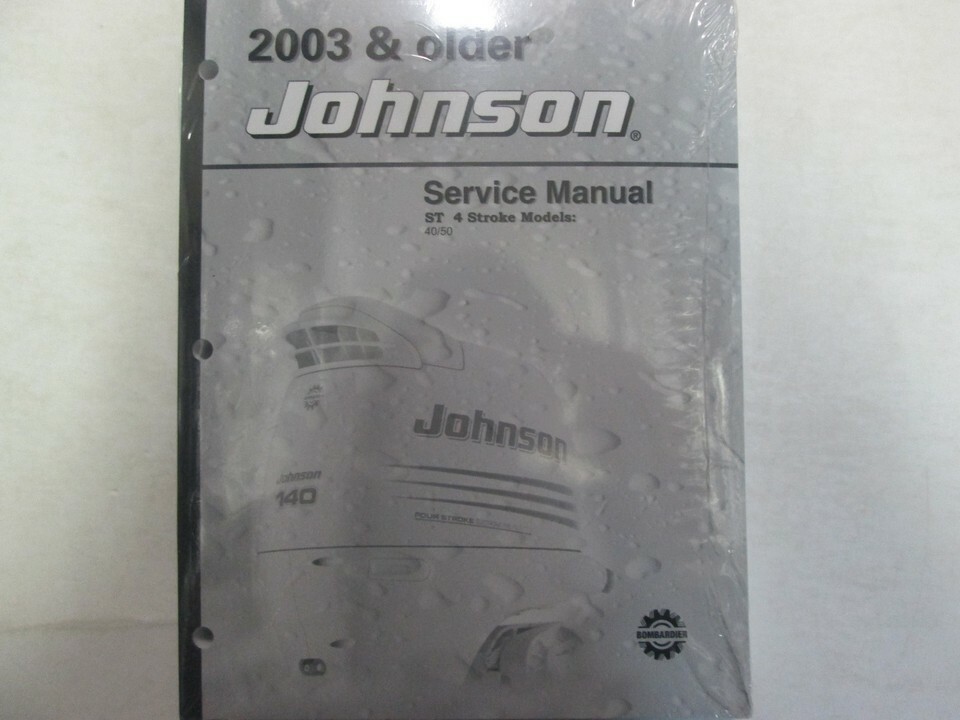 2003 & older
Johnson®
Service Manual
ST 4 Stroke Models:
40/50
Johnson
Johnson
140
FOUR STROKE
BOMBARDIER